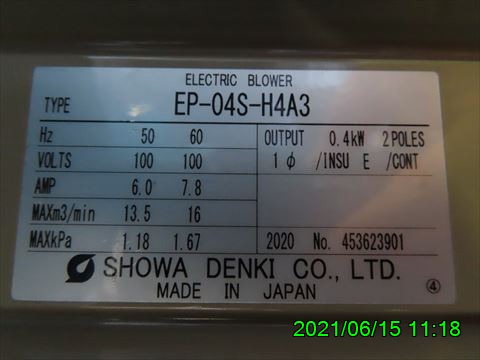 ELECTRIC BLOWER
TYPE EP-04S-H4A3
Hz 50 60 OUTPUT 0.4kW 2POLES
VOLTS 100 100 1φ /INSU E /CONT
AMP 6.0 7.8
MAXm3/min 13.5 16
MAXkPa 1.18 1.67 2020 No. 453623901
SHOWA DENKI CO., LTD.
MADE IN JAPAN ④
2021/06/15 11:18